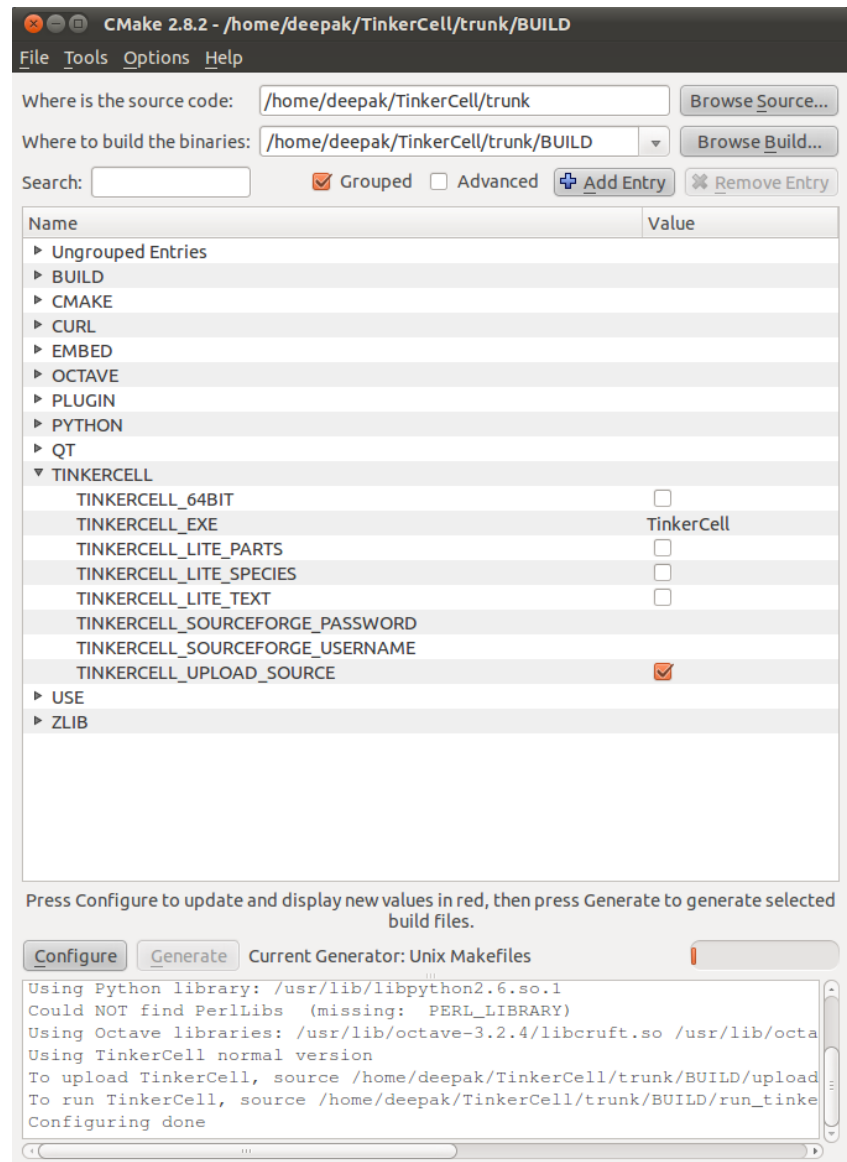 CMake 2.8.2 - /home/deepak/TinkerCell/trunk/BUILD
File Tools Options Help
Where is the source code: /home/deepak/TinkerCell/trunk Browse Source...
Where to build the binaries: /home/deepak/TinkerCell/trunk/BUILD Browse Build...
Search: Grouped Advanced Add Entry Remove Entry
Name Value
Ungrouped Entries
BUILD
CMAKE
CURL
EMBED
OCTAVE
PLUGIN
PYTHON
QT
TINKERCELL
TINKERCELL_64BIT
TINKERCELL_EXE TinkerCell
TINKERCELL_LITE_PARTS
TINKERCELL_LITE_SPECIES
TINKERCELL_LITE_TEXT
TINKERCELL_SOURCEFORGE_PASSWORD
TINKERCELL_SOURCEFORGE_USERNAME
TINKERCELL_UPLOAD_SOURCE
USE
ZLIB
Press Configure to update and display new values in red, then press Generate to generate selected
build files.
Configure Generate Current Generator: Unix Makefiles
Using Python library: /usr/lib/libpython2.6.so.1
Could NOT find PerlLibs (missing: PERL_LIBRARY)
Using Octave libraries: /usr/lib/octave-3.2.4/libcruft.so /usr/lib/octa
Using TinkerCell normal version
To upload TinkerCell, source /home/deepak/TinkerCell/trunk/BUILD/upload
To run TinkerCell, source /home/deepak/TinkerCell/trunk/BUILD/run_tinke
Configuring done